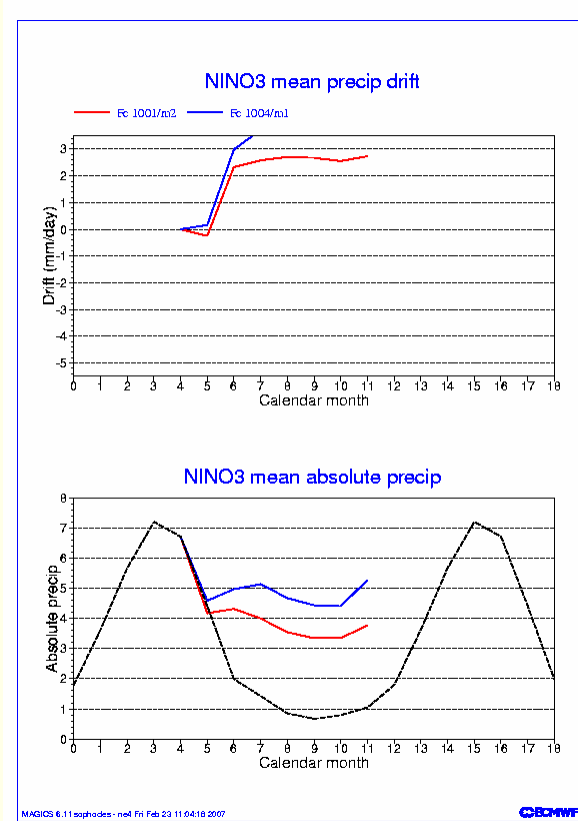 NINO3 mean precip drift
Fc 1001/m2 Fc 1004/m1
3
2
1
0
-1
-2
-3
-4
-5
Drift (mm/day)
0 1 2 3 4 5 6 7 8 9 10 11 12 13 14 15 16 17 18
Calendar month
NINO3 mean absolute precip
8
7
6
5
4
3
2
1
0
Absolute precip
0 1 2 3 4 5 6 7 8 9 10 11 12 13 14 15 16 17 18
Calendar month
MAGICS 6.11 sophocles - ne4 Fri Feb 23 11:04:16 2007
ECMWF